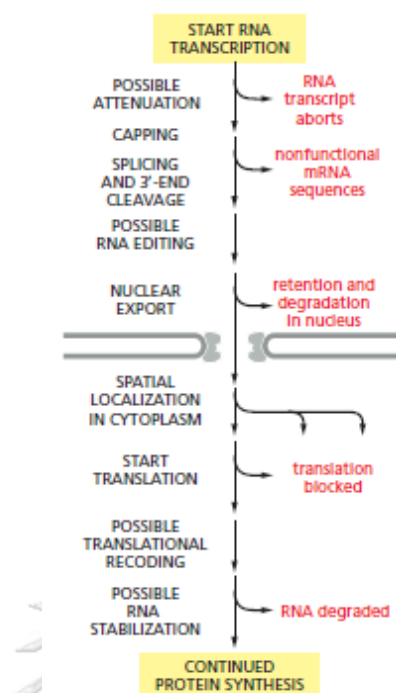 START RNA
TRANSCRIPTION
POSSIBLE
ATTENUATION
RNA
transcript
aborts
CAPPING
SPLICING
AND 3'-END
CLEAVAGE
nonfunctional
mRNA
sequences
POSSIBLE
RNA EDITING
NUCLEAR
EXPORT
retention and
degradation
in nucleus
SPATIAL
LOCALIZATION
IN CYTOPLASM
START
TRANSLATION
translation
blocked
POSSIBLE
TRANSLATIONAL
RECODING
POSSIBLE
RNA
STABILIZATION
RNA degraded
CONTINUED
PROTEIN SYNTHESIS